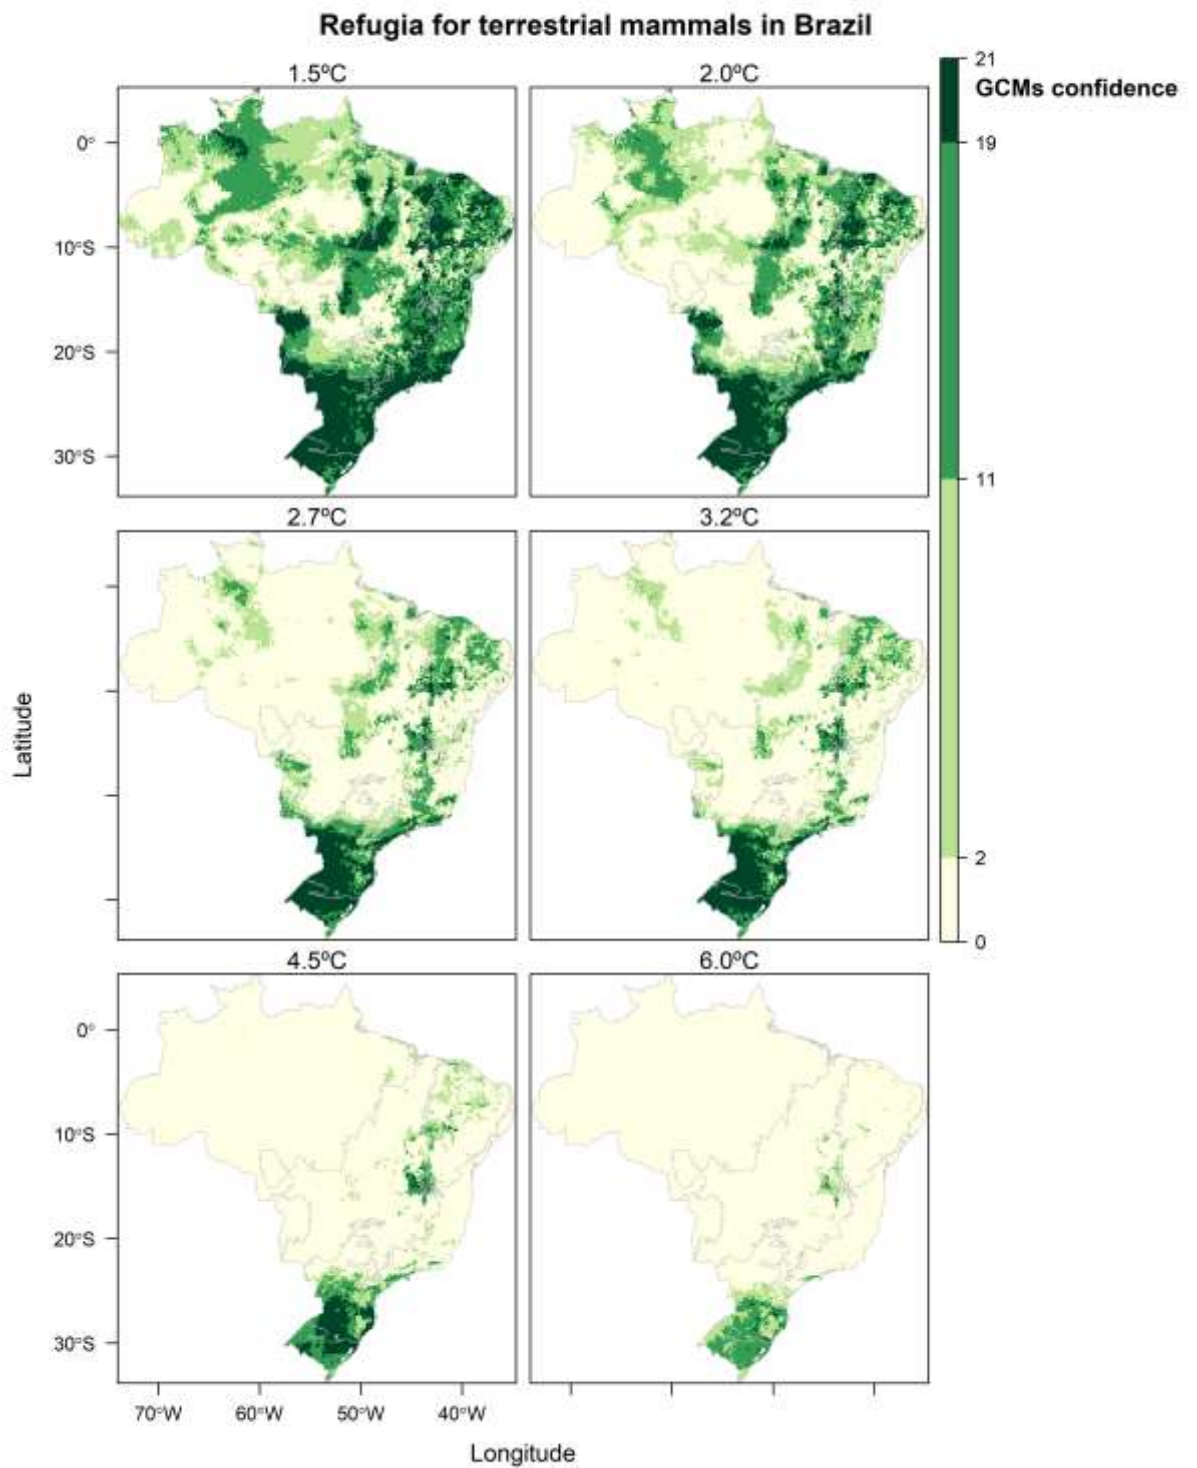 Refugia for terrestrial mammals in Brazil
1.5ºC
2.0ºC
21
GCMs confidence
19
11
2
0
0°
10°S
20°S
30°S
2.7ºC
3.2ºC
Latitude
4.5ºC
6.0ºC
0°
10°S
20°S
30°S
70°W
60°W
50°W
40°W
Longitude